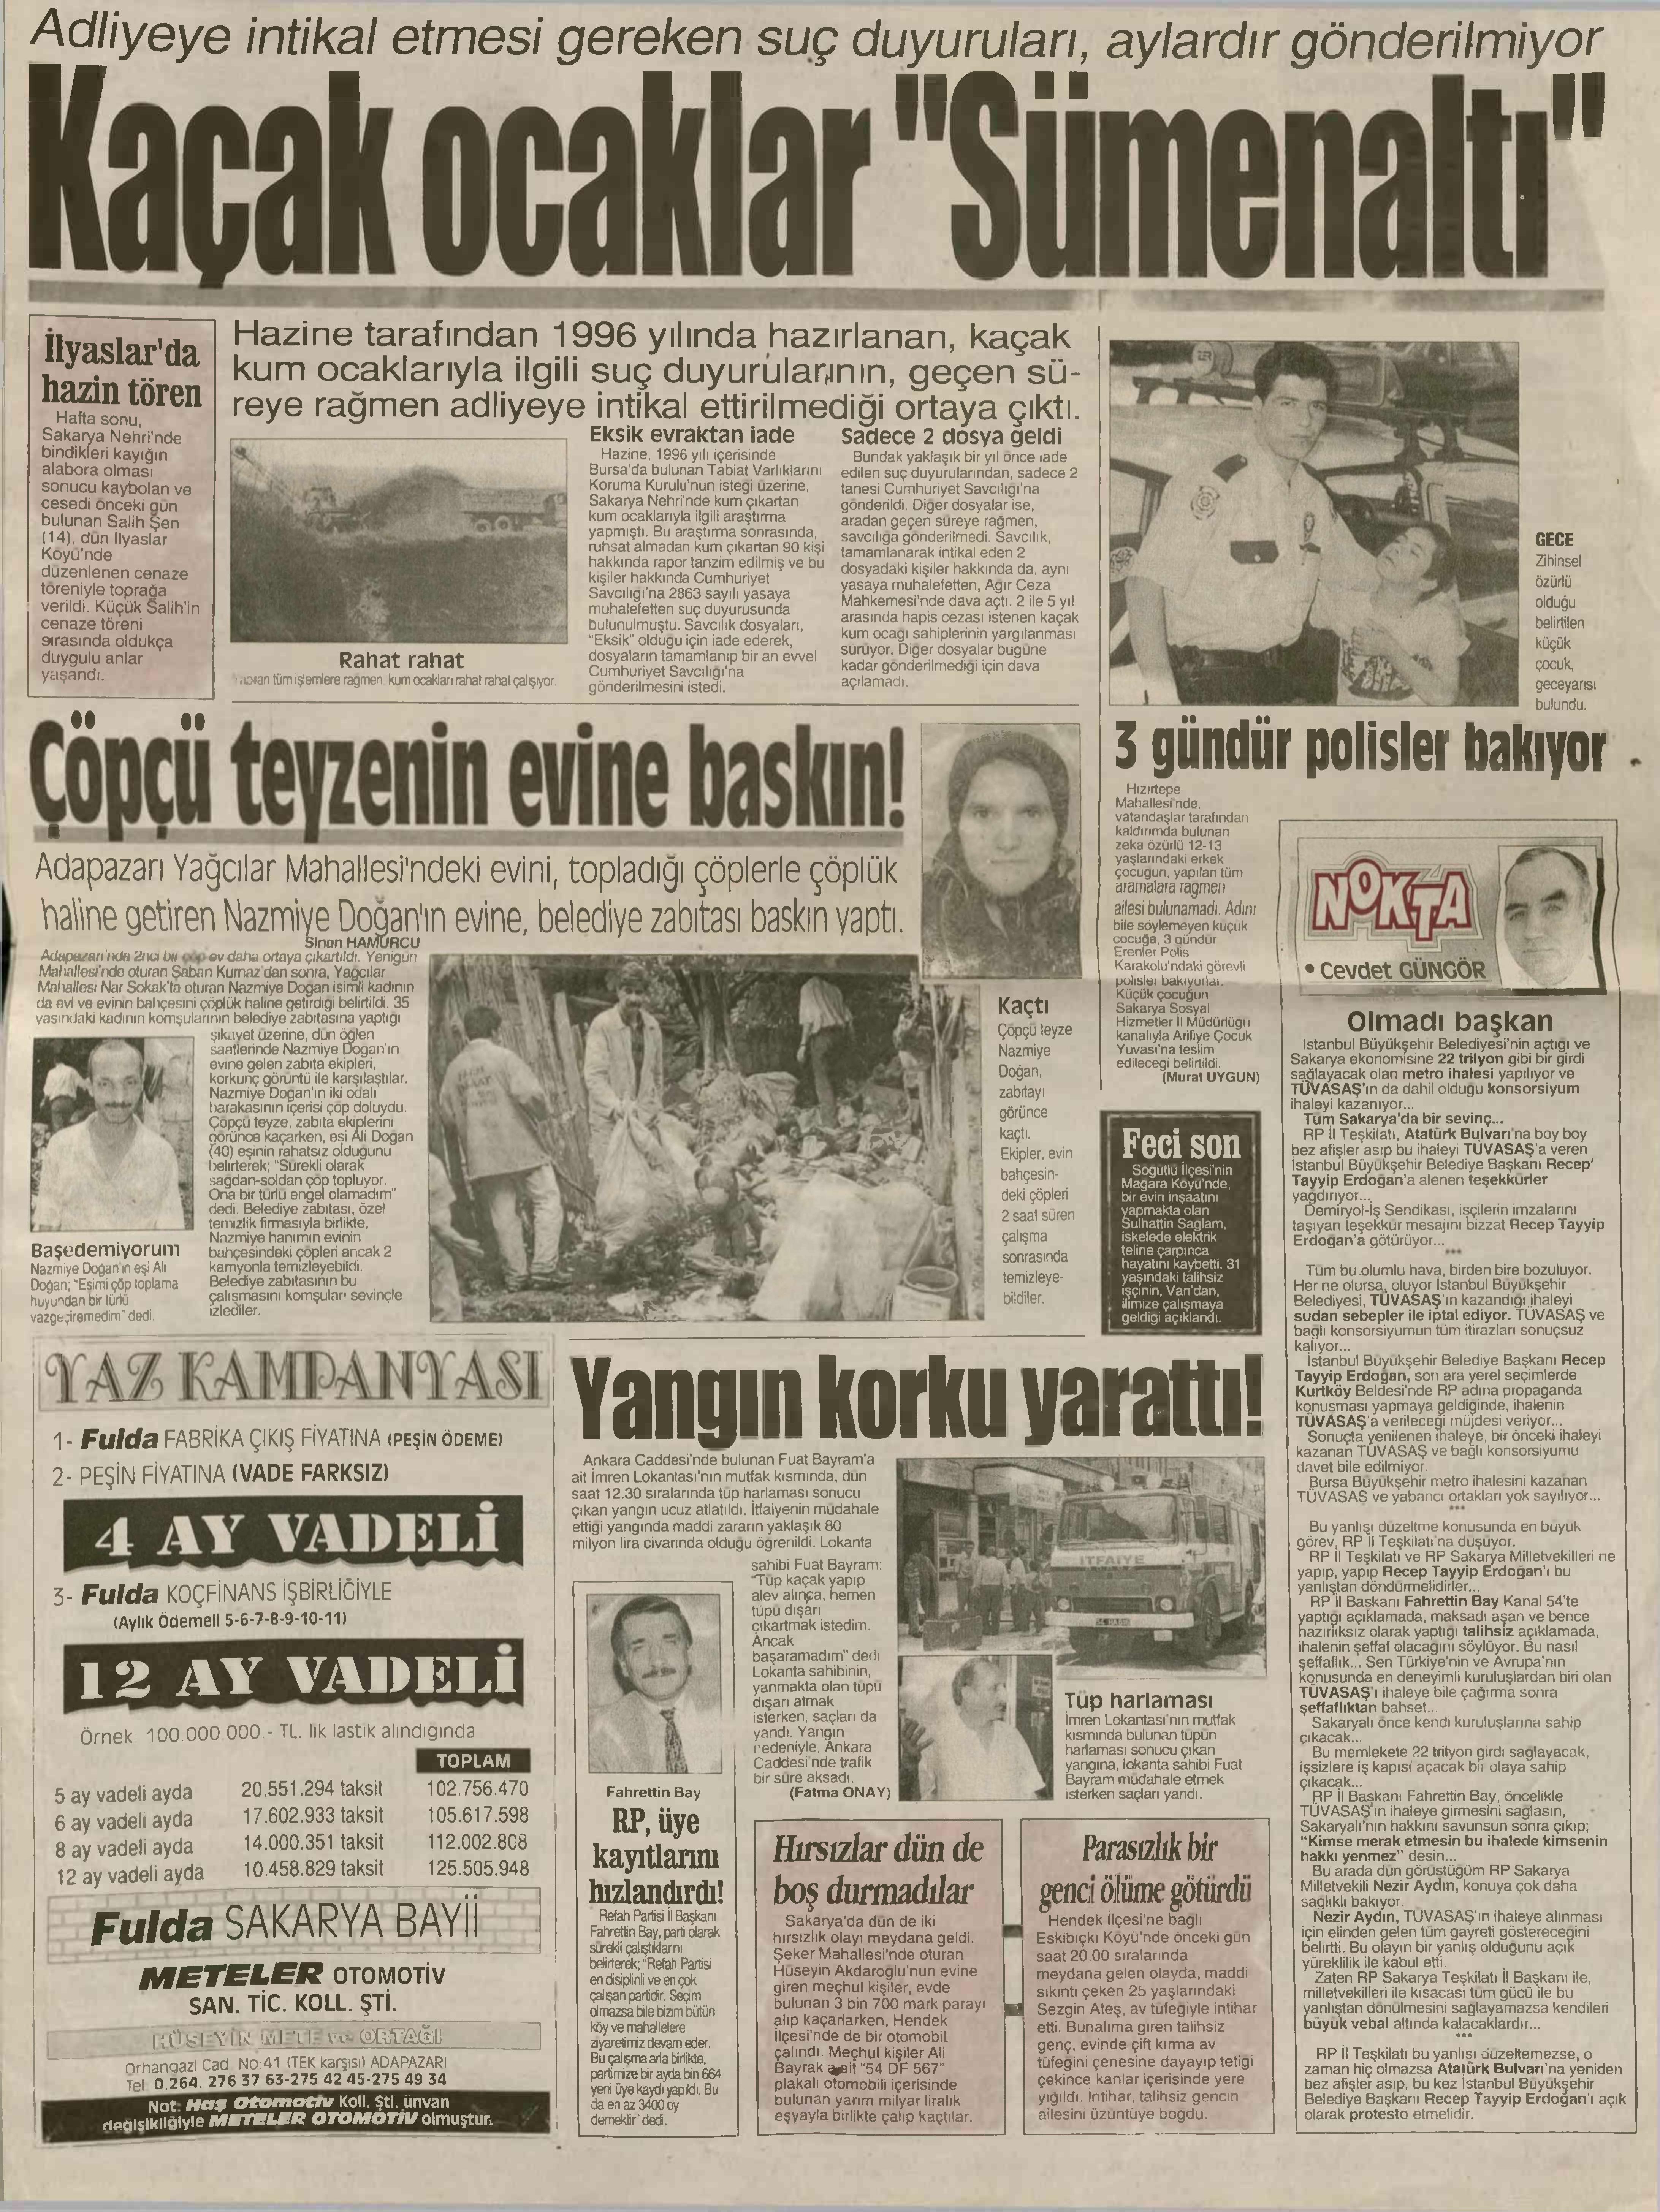 Adliyeye intikal etmesi gereken suç duyuruları, aylardır gönderilmiyor
Kaçak ocaklar "Sümenaltı"
İlyaslar'da
hazin tören
Hafta sonu,
Sakarya Nehri'nde
bindikleri kayığın
alabora olması
sonucu kaybolan ve
cesedi önceki gün
bulunan Salih Şen
(14), dün İlyaslar
Köyü'nde
düzenlenen cenaze
töreniyle toprağa
verildi. Küçük Salih'in
cenaze töreni
sırasında oldukça
duygulu anlar
yaşandı.
Hazine tarafından 1996 yılında hazırlanan, kaçak
kum ocaklarıyla ilgili suç duyurularının, geçen sü-
reye rağmen adliyeye intikal ettirilmediği ortaya çıktı.
Rahat rahat
tüm işlemlere rağmen, kum ocakları rahat rahat çalışıyor.
Eksik evraktan iade
Hazine, 1996 yılı içerisinde
Bursa'da bulunan Tabiat Varlıklarını
Koruma Kurulu'nun isteği üzerine,
Sakarya Nehri'nde kum çıkartan
kum ocaklarıyla ilgili araştırma
yapmıştı. Bu araştırma sonrasında,
ruhsat almadan kum çıkartan 90 kişi
hakkında rapor tanzim edilmiş ve bu
kişiler hakkında Cumhuriyet
Savcılığı'na 2863 sayılı yasaya
muhalefetten suç duyurusunda
bulunulmuştu. Savcılık dosyaları,
"Eksik" olduğu için iade ederek,
dosyaların tamamlanıp bir an evvel
Cumhuriyet Savcılığı'na
gönderilmesini istedi.
Sadece 2 dosya geldi
Bundak yaklaşık bir yıl önce iade
edilen suç duyurularından, sadece 2
tanesi Cumhuriyet Savcılığı'na
gönderildi. Diğer dosyalar ise,
aradan geçen süreye rağmen,
savcılığa gönderilmedi. Savcılık,
tamamlanarak intikal eden 2
dosyadaki kişiler hakkında da, aynı
yasaya muhalefetten, Ağır Ceza
Mahkemesi'nde dava açtı. 2 ile 5 yıl
arasında hapis cezası istenen kaçak
kum ocağı sahiplerinin yargılanması
sürüyor. Diğer dosyalar bugüne
kadar gönderilmediği için dava
açılamadı.
GECE
Zihinsel
özürlü
olduğu
belirtilen
küçük
çocuk,
geceyarısı
bulundu.
3 gündür polisler bakıyor
Hızırtepe
Mahallesi'nde,
vatandaşlar tarafından
kaldırımda bulunan
zeka özürlü 12-13
yaşlarındaki erkek
çocuğun, yapılan tüm
aramalara rağmen
ailesi bulunamadı. Adını
bile söylemeyen küçük
çocuğa, 3 gündür
Erenler Polis
Karakolu'ndaki görevli
polisler bakıyorlar.
Küçük çocuğun
Sakarya Sosyal
Hizmetler İl Müdürlüğü
kanalıyla Arifiye Çocuk
Yuvası'na teslim
edileceği belirtildi.
(Murat UYGUN)
Çöpçü teyzenin evine baskın!
Adapazarı Yağcılar Mahallesi'ndeki evini, topladığı çöplerle çöplük
haline getiren Nazmiye Doğan'ın evine, belediye zabıtası baskın yaptı.
Sinan HAMURCU
Adapazarı'nda 2nci bir çöp ev daha ortaya çıkartıldı. Yenigün
Mahallesi'nde oturan Şaban Kurnaz'dan sonra, Yağcılar
Mahallesi Nar Sokak'ta oturan Nazmiye Doğan isimli kadının
da evi ve evinin bahçesini çöplük haline getirdiği belirtildi. 35
yaşındaki kadının komşularının belediye zabıtasına yaptığı
şikayet üzerine, dün öğlen
saatlerinde Nazmiye Doğan'ın
evine gelen zabıta ekipleri,
korkunç görüntü ile karşılaştılar.
Nazmiye Doğan'ın iki odalı
barakasının içerisi çöp doluydu.
Çöpçü teyze, zabıta ekiplerini
görünce kaçarken, eşi Ali Doğan
(40) eşinin rahatsız olduğunu
belirterek; "Sürekli olarak
sağdan-soldan çöp topluyor.
Ona bir türlü engel olamadım"
dedi. Belediye zabıtası, özel
temizlik firmasıyla birlikte,
Nazmiye hanımın evinin
bahçesindeki çöpleri ancak 2
kamyonla temizleyebildi.
Belediye zabıtasının bu
çalışmasını komşuları sevinçle
izlediler.
Başedemiyorum
Nazmiye Doğan'ın eşi Ali
Doğan; "Eşimi çöp toplama
huyundan bir türlü
vazgeçiremedim" dedi.
Kaçtı
Çöpçü teyze
Nazmiye
Doğan,
zabıtayı
görünce
kaçtı.
Ekipler, evin
bahçesin-
deki çöpleri
2 saat süren
çalışma
sonrasında
temizleye-
bildiler.
Feci son
Söğütlü İlçesi'nin
Mağara Köyü'nde,
bir evin inşaatını
yapmakta olan
Sulhattin Sağlam,
iskelede elektrik
teline çarpınca
hayatını kaybetti. 31
yaşındaki talihsiz
işçinin, Van'dan,
ilimize çalışmaya
geldiği açıklandı.
NOKTA
• Cevdet GÜNGÖR
Olmadı başkan
İstanbul Büyükşehir Belediyesi'nin açtığı ve
Sakarya ekonomisine 22 trilyon gibi bir girdi
sağlayacak olan metro ihalesi yapılıyor ve
TÜVASAŞ'ın da dahil olduğu konsorsiyum
ihaleyi kazanıyor...
Tüm Sakarya'da bir sevinç...
RP İl Teşkilatı, Atatürk Bulvarı'na boy boy
bez afişler asıp bu ihaleyi TÜVASAŞ'a veren
İstanbul Büyükşehir Belediye Başkanı Recep
Tayyip Erdoğan'a alenen teşekkürler
yağdırıyor...
Demiryol-İş Sendikası, işçilerin imzalarını
taşıyan teşekkür mesajını bizzat Recep Tayyip
Erdoğan'a götürüyor...
***
Tüm bu olumlu hava, birden bire bozuluyor.
Her ne olursa, oluyor İstanbul Büyükşehir
Belediyesi, TÜVASAŞ'ın kazandığı ihaleyi
sudan sebepler ile iptal ediyor. TÜVASAŞ ve
bağlı konsorsiyumun tüm itirazları sonuçsuz
kalıyor...
İstanbul Büyükşehir Belediye Başkanı Recep
Tayyip Erdoğan, son ara yerel seçimlerde
Kurtköy Beldesi'nde RP adına propaganda
konuşması yapmaya geldiğinde, ihalenin
TÜVASAŞ'a verileceği müjdesi veriyor...
Sonuçta yenilenen ihaleye, bir önceki ihaleyi
kazanan TÜVASAŞ ve bağlı konsorsiyumu
davet bile edilmiyor.
Bursa Büyükşehir metro ihalesini kazanan
TÜVASAŞ ve yabancı ortakları yok sayılıyor...
***
Bu yanlışı düzeltme konusunda en büyük
görev, RP İl Teşkilatı'na düşüyor.
RP İl Teşkilatı ve RP Sakarya Milletvekilleri ne
yapıp, yapıp Recep Tayyip Erdoğan'ı bu
yanlıştan döndürmelidirler...
RP İl Başkanı Fahrettin Bay Kanal 54'te
yaptığı açıklamada, maksadı aşan ve bence
hazırlıksız olarak yaptığı talihsiz açıklamada,
ihalenin şeffaf olacağını söylüyor. Bu nasıl
şeffaflık... Sen Türkiye'nin ve Avrupa'nın
konusunda en deneyimli kuruluşlardan biri olan
TÜVASAŞ'ı ihaleye bile çağırma sonra
şeffaflıktan bahset...
Sakaryalı önce kendi kuruluşlarına sahip
çıkacak...
Bu memlekete 22 trilyon girdi sağlayacak,
işsizlere iş kapısı açacak bir olaya sahip
çıkacak...
RP İl Başkanı Fahrettin Bay, öncelikle
TÜVASAŞ'ın ihaleye girmesini sağlasın,
Sakaryalı'nın hakkını savunsun sonra çıkıp;
"Kimse merak etmesin bu ihalede kimsenin
hakkı yenmez" desin...
Bu arada dün görüştüğüm RP Sakarya
Milletvekili Nezir Aydın, konuya çok daha
sağlıklı bakıyor.
Nezir Aydın, TÜVASAŞ'ın ihaleye alınması
için elinden gelen tüm gayreti göstereceğini
belirtti. Bu olayın bir yanlış olduğunu açık
yüreklilik ile kabul etti.
Zaten RP Sakarya Teşkilatı İl Başkanı ile,
milletvekilleri ile kısacası tüm gücü ile bu
yanlıştan dönülmesini sağlayamazsa kendileri
büyük vebal altında kalacaklardır...
***
RP İl Teşkilatı bu yanlışı düzeltemezse, o
zaman hiç olmazsa Atatürk Bulvarı'na yeniden
bez afişler asıp, bu kez İstanbul Büyükşehir
Belediye Başkanı Recep Tayyip Erdoğan'ı açık
olarak protesto etmelidir.
YAZ KAMPANYASI
1- Fulda FABRİKA ÇIKIŞ FİYATINA (PEŞİN ÖDEME)
2- PEŞİN FİYATINA (VADE FARKSIZ)
4 AY VADELİ
3- Fulda KOÇFİNANS İŞBİRLİĞİYLE
(Aylık Ödemeli 5-6-7-8-9-10-11)
12 AY VADELİ
Örnek: 100.000.000.- TL. lik lastik alındığında
TOPLAM
5 ay vadeli ayda 20.551.294 taksit 102.756.470
6 ay vadeli ayda 17.602.933 taksit 105.617.598
8 ay vadeli ayda 14.000.351 taksit 112.002.808
12 ay vadeli ayda 10.458.829 taksit 125.505.948
Fulda SAKARYA BAYİİ
METELER OTOMOTİV
SAN. TİC. KOLL. ŞTİ.
HÜSEYİN METE ve ORTAĞI
Orhangazi Cad. No:41 (TEK karşısı) ADAPAZARI
Tel: 0.264. 276 37 63-275 42 45-275 49 34
Not: Haş Otomotiv Koll. Şti. ünvan
değişikliğiyle METELER OTOMOTİV olmuştur.
Yangın korku yarattı!
Ankara Caddesi'nde bulunan Fuat Bayram'a
ait İmren Lokantası'nın mutfak kısmında, dün
saat 12.30 sıralarında tüp harlaması sonucu
çıkan yangın ucuz atlatıldı. İtfaiyenin müdahale
ettiği yangında maddi zararın yaklaşık 80
milyon lira civarında olduğu öğrenildi. Lokanta
sahibi Fuat Bayram:
"Tüp kaçak yapıp
alev alınca, hemen
tüpü dışarı
çıkartmak istedim.
Ancak
başaramadım" dedi
Lokanta sahibinin,
yanmakta olan tüpü
dışarı atmak
isterken, saçları da
yandı. Yangın
nedeniyle, Ankara
Caddesi'nde trafik
bir süre aksadı.
(Fatma ONAY)
İTFAİYE
Tüp harlaması
İmren Lokantası'nın mutfak
kısmında bulunan tüpün
harlaması sonucu çıkan
yangına, lokanta sahibi Fuat
Bayram müdahale etmek
isterken saçları yandı.
Fahrettin Bay
RP, üye
kayıtlarını
hızlandırdı!
Refah Partisi İl Başkanı
Fahrettin Bay, parti olarak
sürekli çalıştıklarını
belirterek; "Refah Partisi
en disiplinli ve en çok
çalışan partidir. Seçim
olmazsa bile bizim bütün
köy ve mahallelere
ziyaretimiz devam eder.
Bu çalışmalarla birlikte,
partimize bir ayda bin 664
yeni üye kaydı yapıldı. Bu
da en az 3400 oy
demektir" dedi.
Hırsızlar dün de
boş durmadılar
Sakarya'da dün de iki
hırsızlık olayı meydana geldi.
Şeker Mahallesi'nde oturan
Hüseyin Akdaroğlu'nun evine
giren meçhul kişiler, evde
bulunan 3 bin 700 mark parayı
alıp kaçarlarken, Hendek
İlçesi'nde de bir otomobil
çalındı. Meçhul kişiler Ali
Bayrak'a ait "54 DF 567"
plakalı otomobili içerisinde
bulunan yarım milyar liralık
eşyayla birlikte çalıp kaçtılar.
Parasızlık bir
genci ölüme götürdü
Hendek İlçesi'ne bağlı
Eskibıçkı Köyü'nde önceki gün
saat 20.00 sıralarında
meydana gelen olayda, maddi
sıkıntı çeken 25 yaşlarındaki
Sezgin Ateş, av tüfeğiyle intihar
etti. Bunalıma giren talihsiz
genç, evinde çift kırma av
tüfeğini çenesine dayayıp tetiği
çekince kanlar içerisinde yere
yığıldı. İntihar, talihsiz gencin
ailesini üzüntüye boğdu.